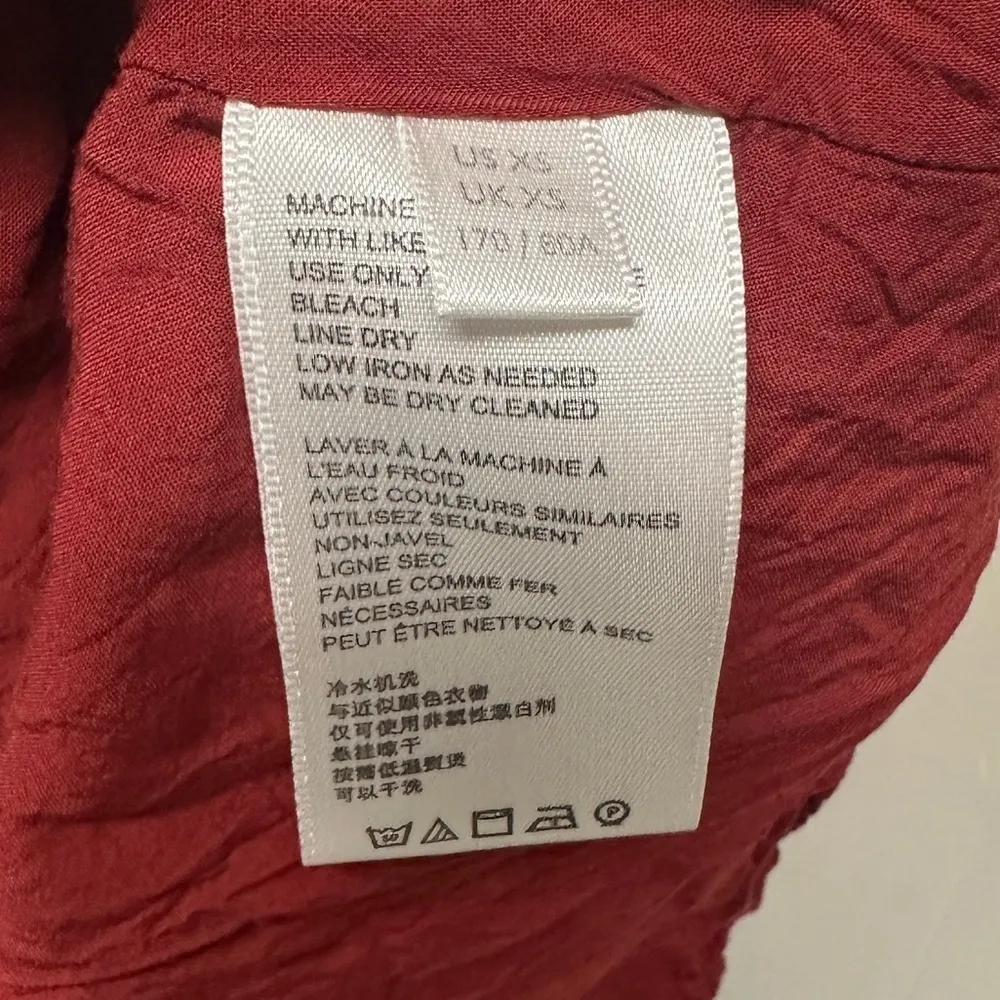 US XS
UK XS
170 / 80A
MACHINE
WITH LIKE
USE ONLY E
BLEACH
LINE DRY
LOW IRON AS NEEDED
MAY BE DRY CLEANED
LAVER À LA MACHINE À
L'EAU FROID
AVEC COULEURS SIMILAIRES
UTILISEZ SEULEMENT
NON-JAVEL
LIGNE SEC
FAIBLE COMME FER
NÉCESSAIRES
PEUT ÊTRE NETTOYÉ À SEC
冷水机洗
与近似颜色衣物
仅可使用非氯性漂白剂
悬挂晾干
按需低温熨烫
可以干洗
30 P